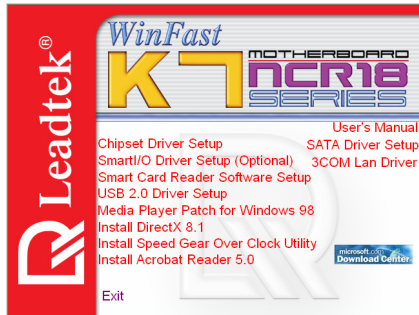 Leadtek®
WinFast
K7
MOTHERBOARD
NCR18
SERIES
User's Manual
Chipset Driver Setup
SATA Driver Setup
SmartI/O Driver Setup (Optional)
3COM Lan Driver
Smart Card Reader Software Setup
USB 2.0 Driver Setup
Media Player Patch for Windows 98
Install DirectX 8.1
Install Speed Gear Over Clock Utility
Install Acrobat Reader 5.0
microsoft.com
Download Center
Exit